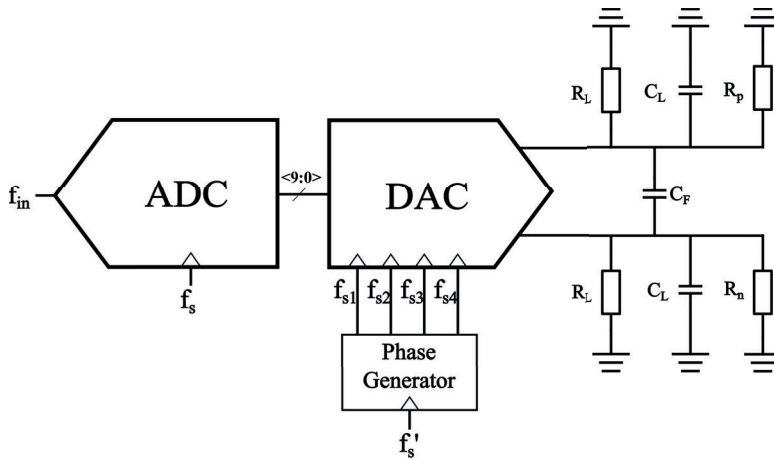 R_L C_L R_p
f_in ADC <9:0> DAC C_F
f_s f_s1 f_s2 f_s3 f_s4 R_L C_L R_n
Phase
Generator
f_s'